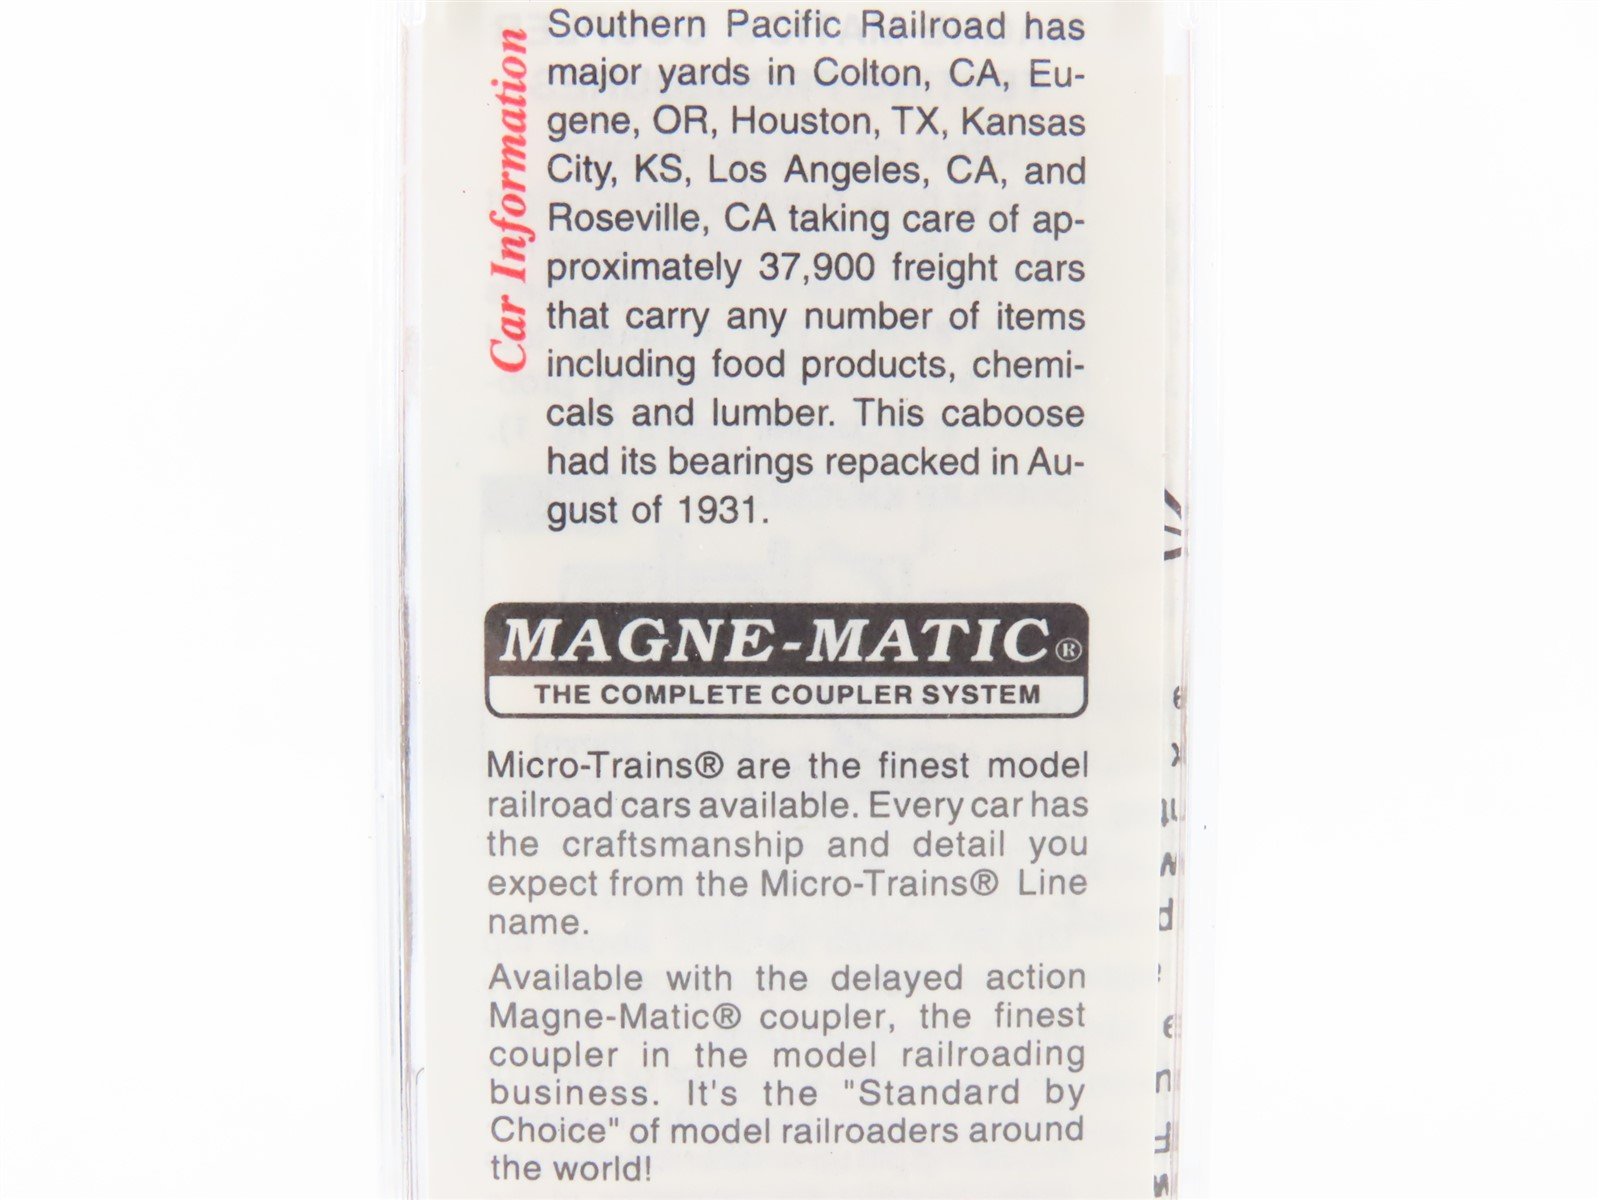 Car Information
Southern Pacific Railroad has
major yards in Colton, CA, Eu-
gene, OR, Houston, TX, Kansas
City, KS, Los Angeles, CA, and
Roseville, CA taking care of ap-
proximately 37,900 freight cars
that carry any number of items
including food products, chemi-
cals and lumber. This caboose
had its bearings repacked in Au-
gust of 1931.
MAGNE-MATIC®
THE COMPLETE COUPLER SYSTEM
Micro-Trains® are the finest model
railroad cars available. Every car has
the craftsmanship and detail you
expect from the Micro-Trains® Line
name.
Available with the delayed action
Magne-Matic® coupler, the finest
coupler in the model railroading
business. It's the "Standard by
Choice" of model railroaders around
the world!